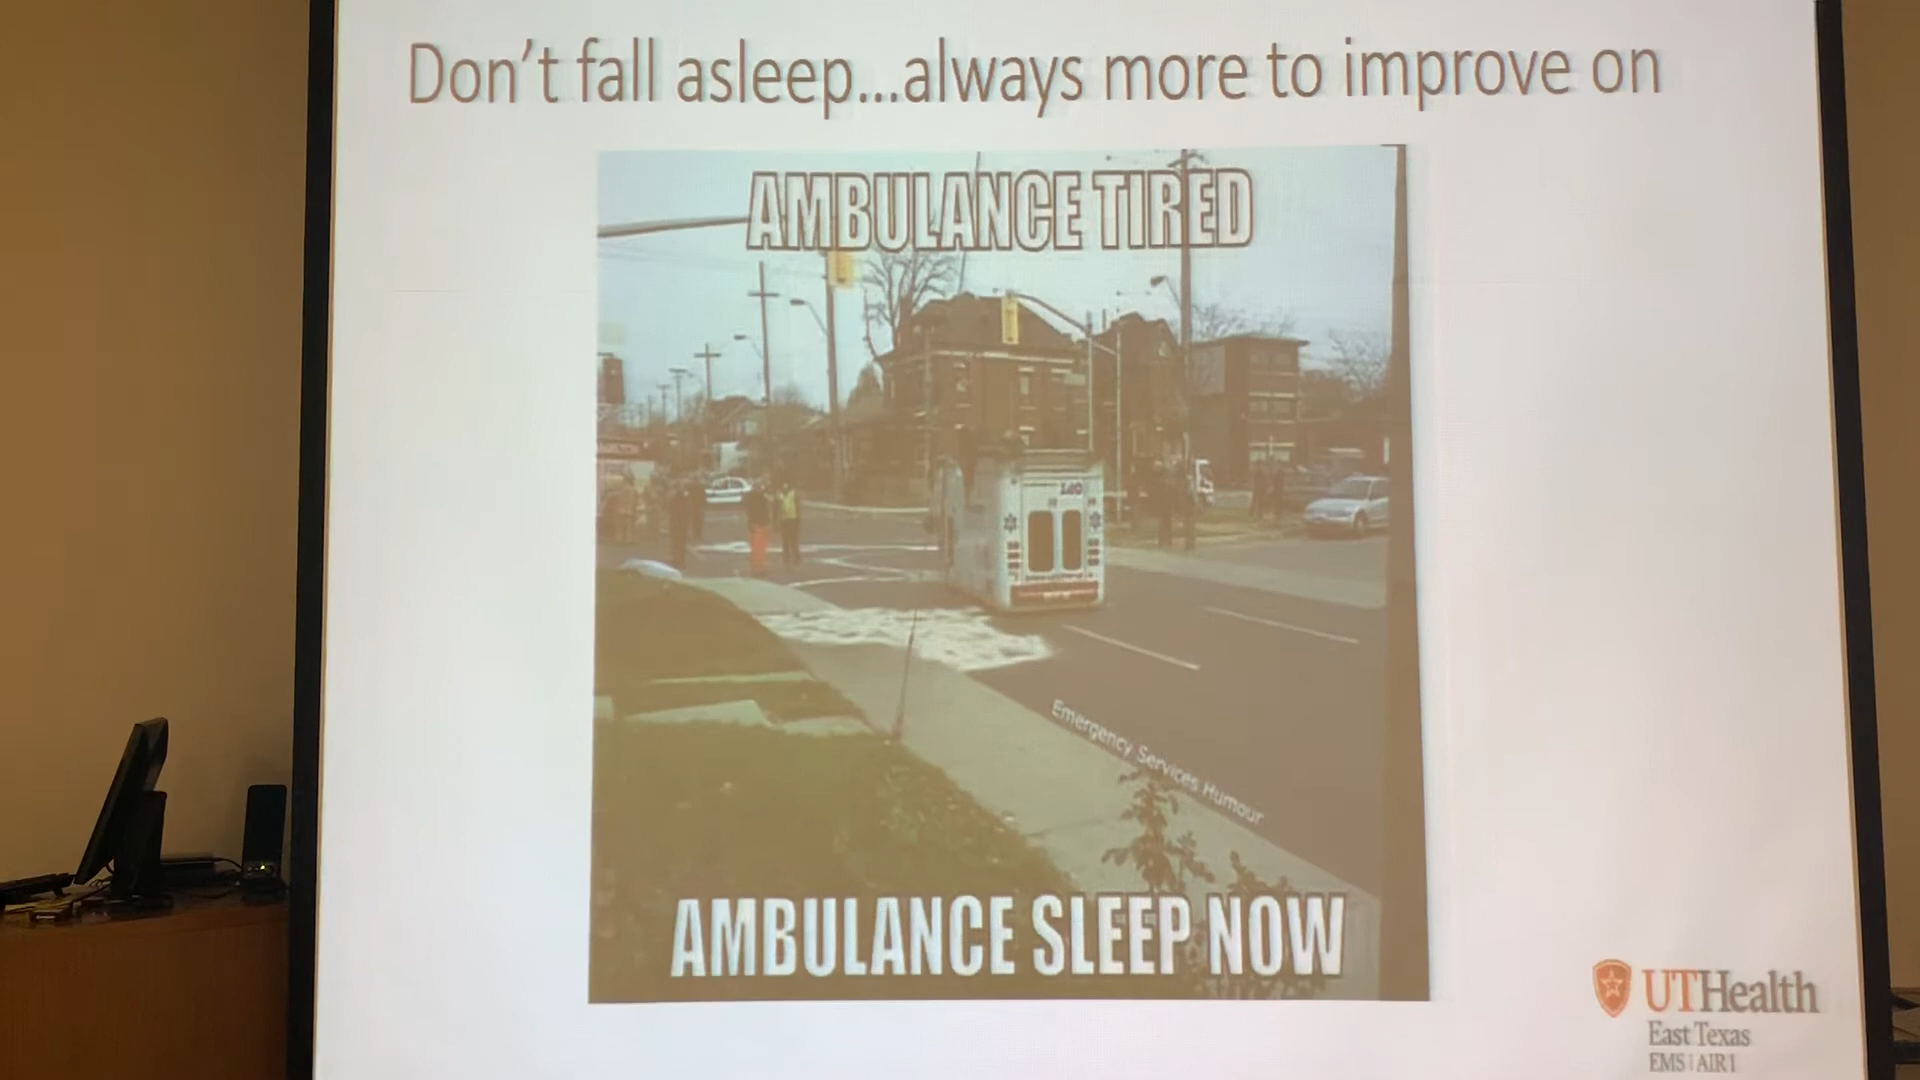 Don't fall asleep...always more to improve on
AMBULANCE TIRED
140
Emergency Services Humour
AMBULANCE SLEEP NOW
UTHealth
East Texas
EMS | AIR 1